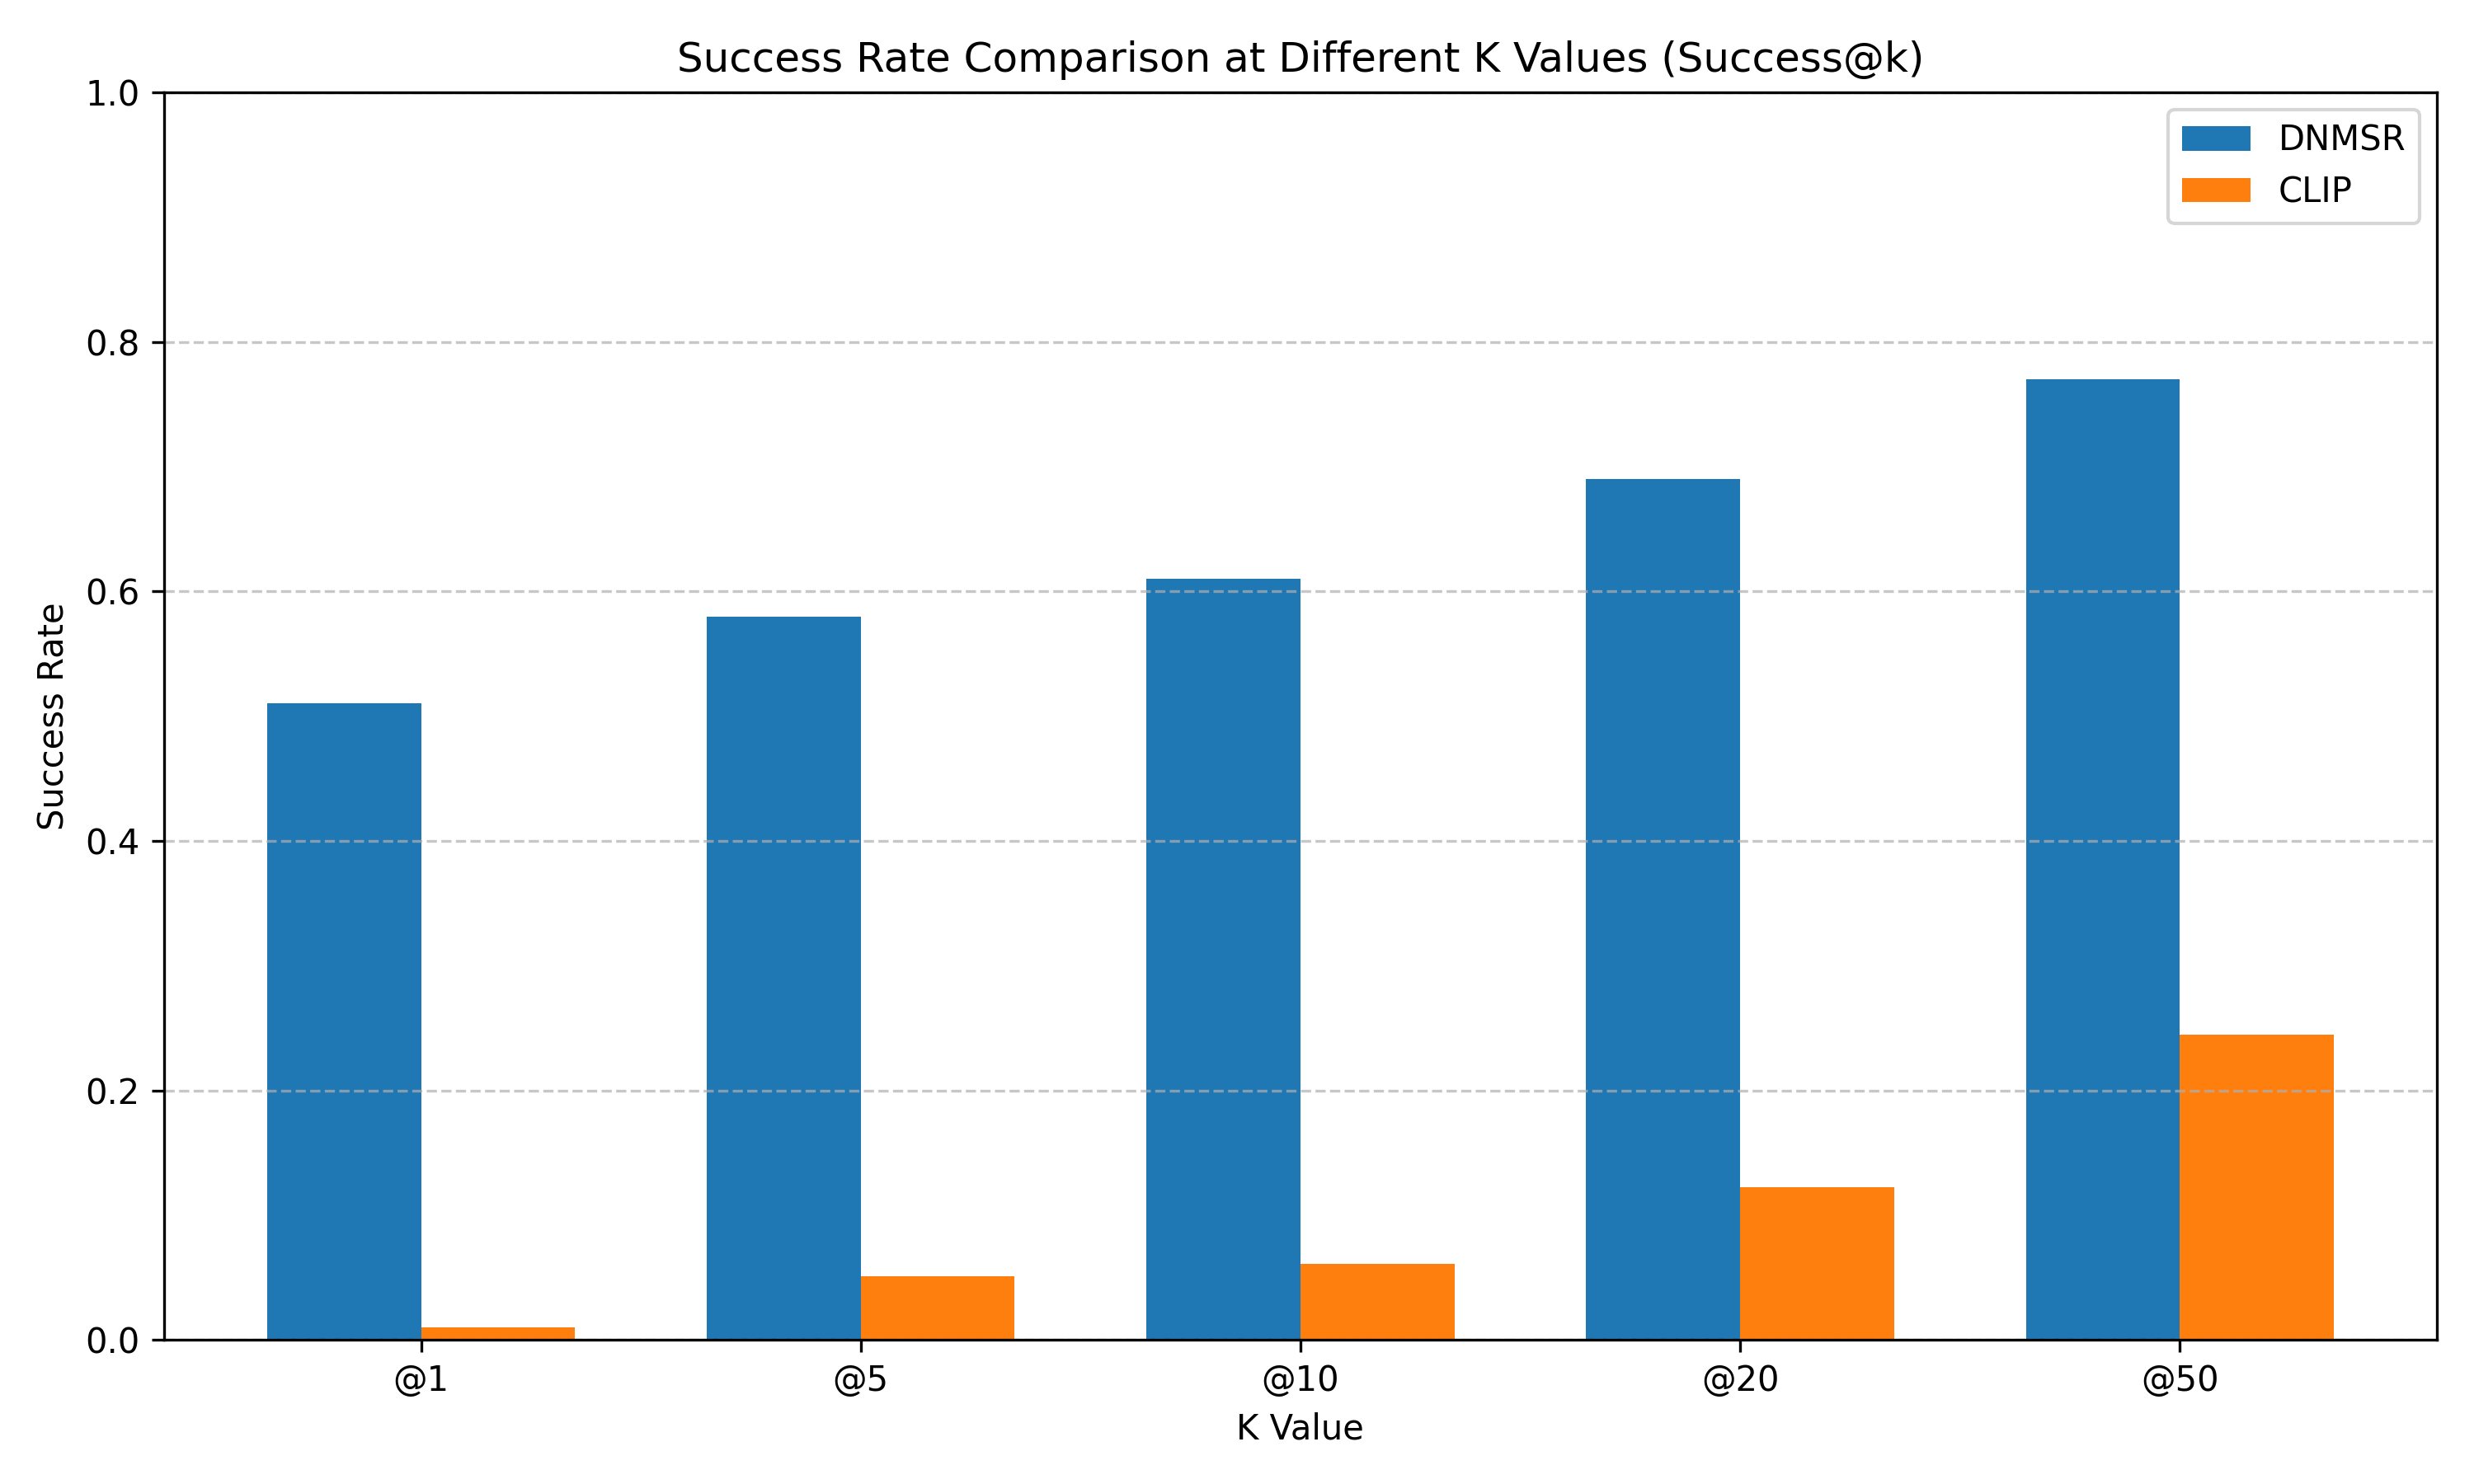 Success Rate Comparison at Different K Values (Success@k)
DNMSR
CLIP
1.0
0.8
0.6
0.4
0.2
0.0
Success Rate
@1
@5
@10
@20
@50
K Value